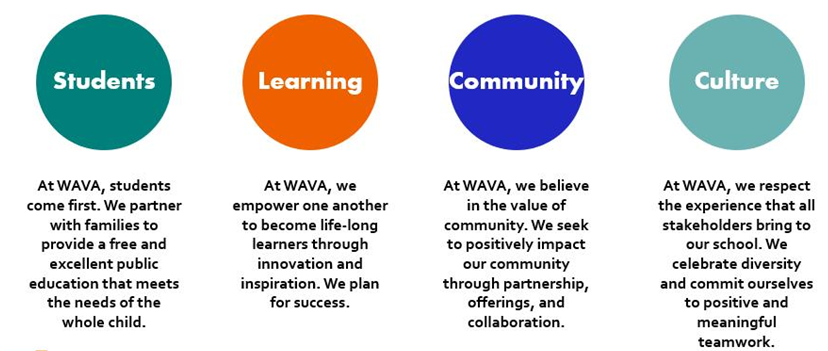 Students
At WAVA, students
come first. We partner
with families to
provide a free and
excellent public
education that meets
the needs of the
whole child.
Learning
At WAVA, we
empower one another
to become life-long
learners through
innovation and
inspiration. We plan
for success.
Community
At WAVA, we believe
in the value of
community. We seek
to positively impact
our community
through partnership,
offerings, and
collaboration.
Culture
At WAVA, we respect
the experience that all
stakeholders bring to
our school. We
celebrate diversity
and commit ourselves
to positive and
meaningful
teamwork.